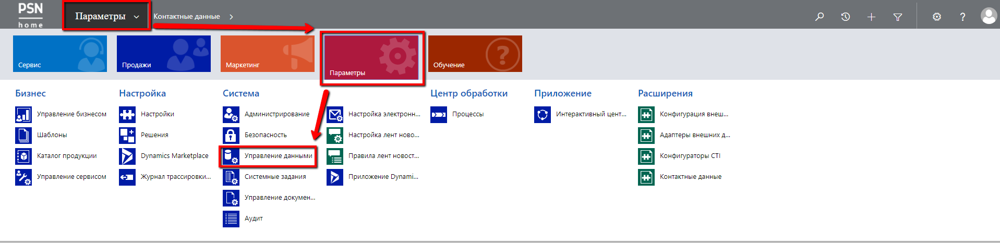 PSN
home
Параметры
Контактные данные
Сервис
Продажи
Маркетинг
Параметры
Обучение
Бизнес
Управление бизнесом
Шаблоны
Каталог продукции
Управление сервисом
Настройка
Настройки
Решения
Dynamics Marketplace
Журнал трассировки...
Система
Администрирование
Безопасность
Управление данными
Системные задания
Управление докумен...
Аудит
Настройка электронн...
Настройка лент ново...
Правила лент новост...
Приложение Dynami...
Центр обработки
Процессы
Приложение
Интерактивный цент...
Расширения
Конфигурация внеш...
Адаптеры внешних д...
Конфигураторы CTI
Контактные данные